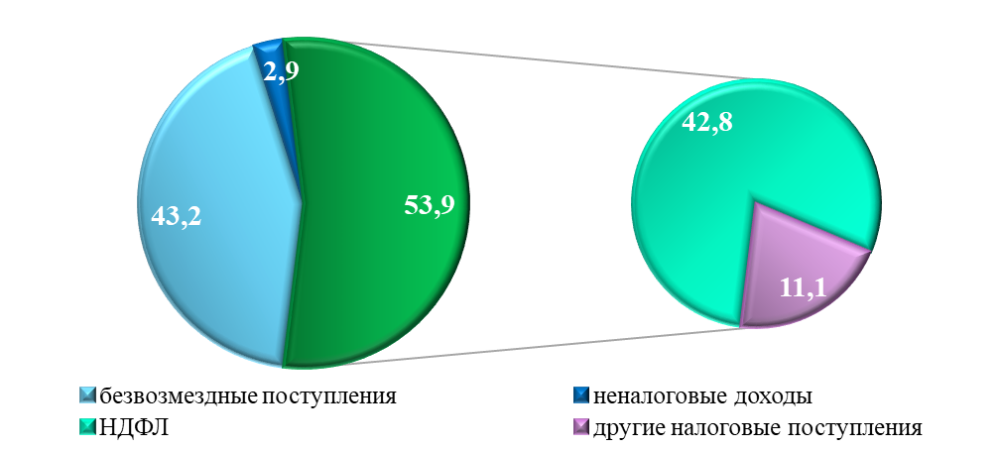 2,9
42,8
43,2
53,9
11,1
безвозмездные поступления
неналоговые доходы
НДФЛ
другие налоговые поступления